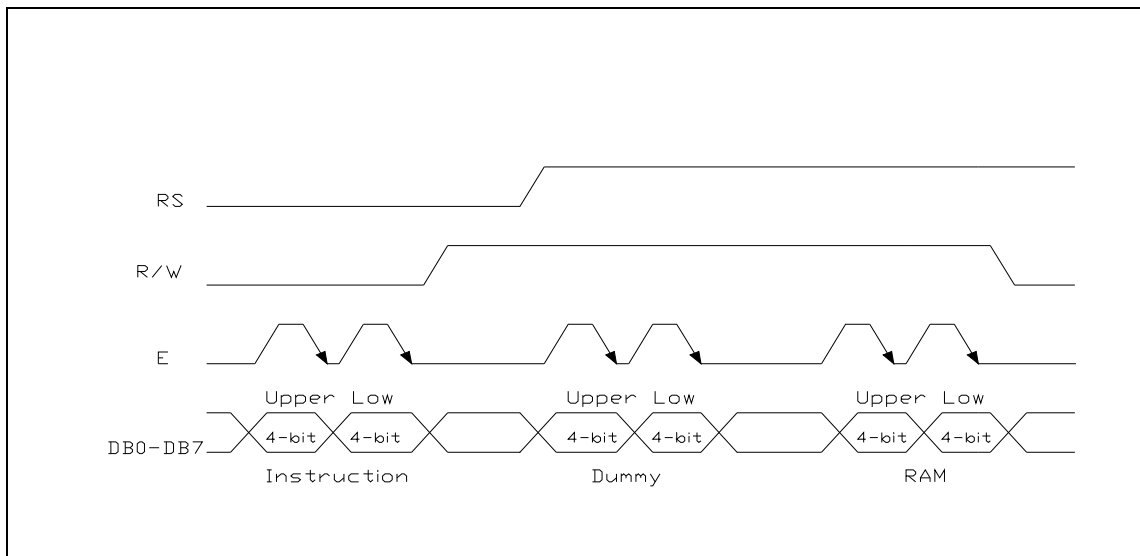 RS
R/W
E
Upper Low Upper Low Upper Low
DB0-DB7 4-bit 4-bit 4-bit 4-bit 4-bit 4-bit
Instruction Dummy RAM